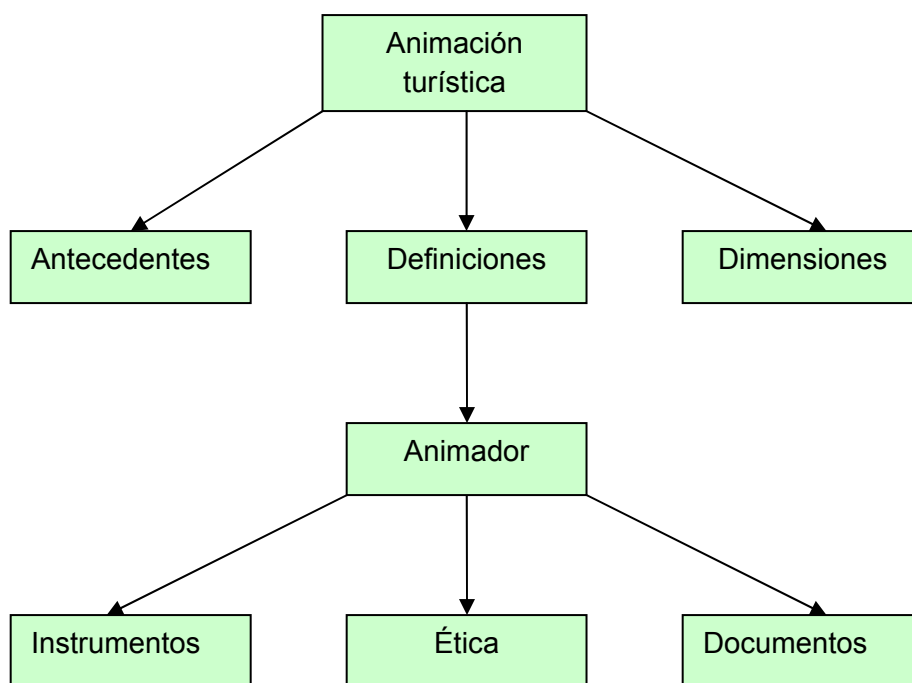 Animación
turística
Antecedentes
Definiciones
Dimensiones
Animador
Instrumentos
Ética
Documentos